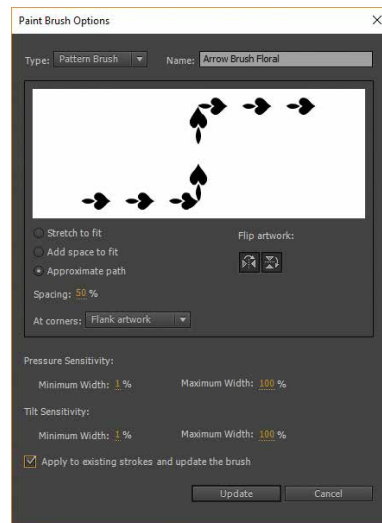 Paint Brush Options
Type: Pattern Brush Name: Arrow Brush Floral
Stretch to fit
Flip artwork:
Add space to fit
Approximate path
Spacing: 50 %
At corners: Flank artwork
Pressure Sensitivity:
Minimum Width: 1 % Maximum Width: 100 %
Tilt Sensitivity:
Minimum Width: 1 % Maximum Width: 100 %
Apply to existing strokes and update the brush
Update Cancel